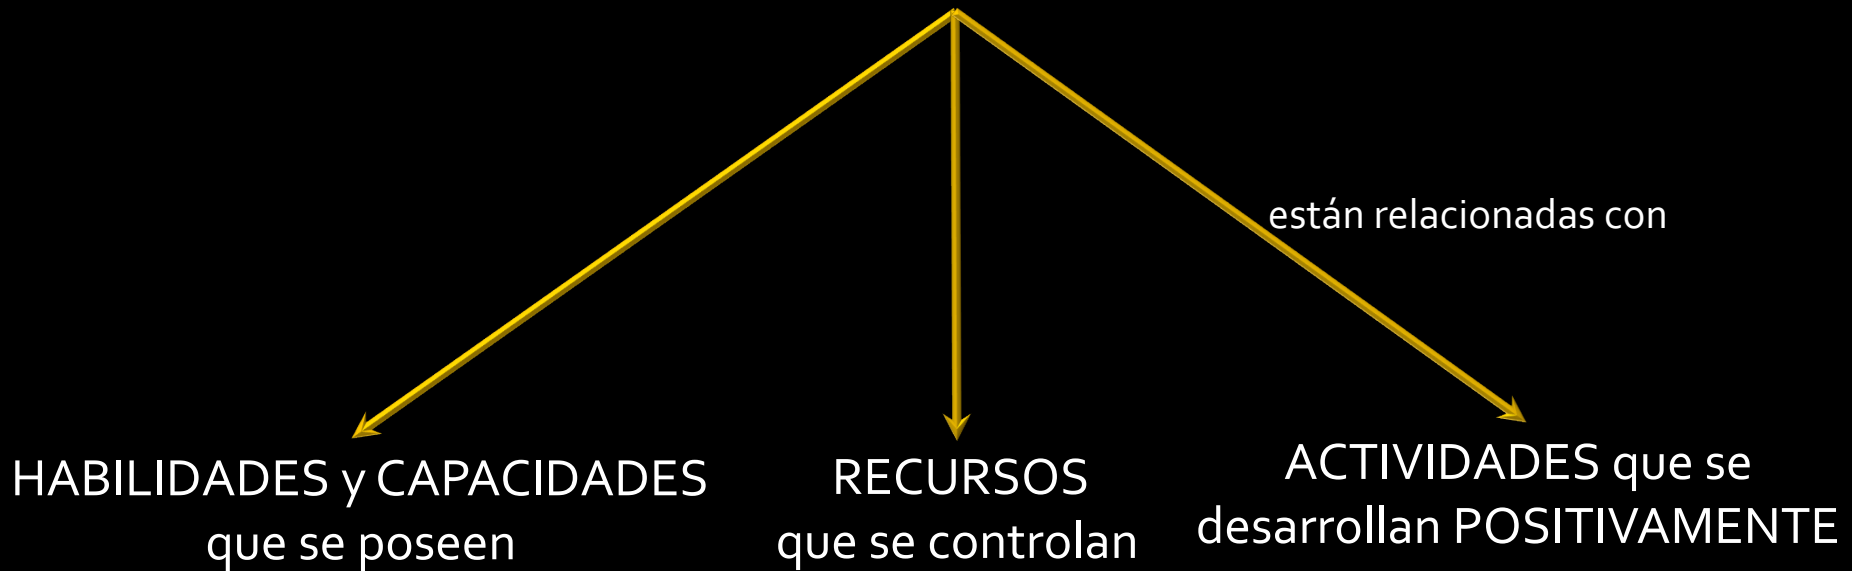 están relacionadas con
HABILIDADES y CAPACIDADES
que se poseen
RECURSOS
que se controlan
ACTIVIDADES que se
desarrollan POSITIVAMENTE